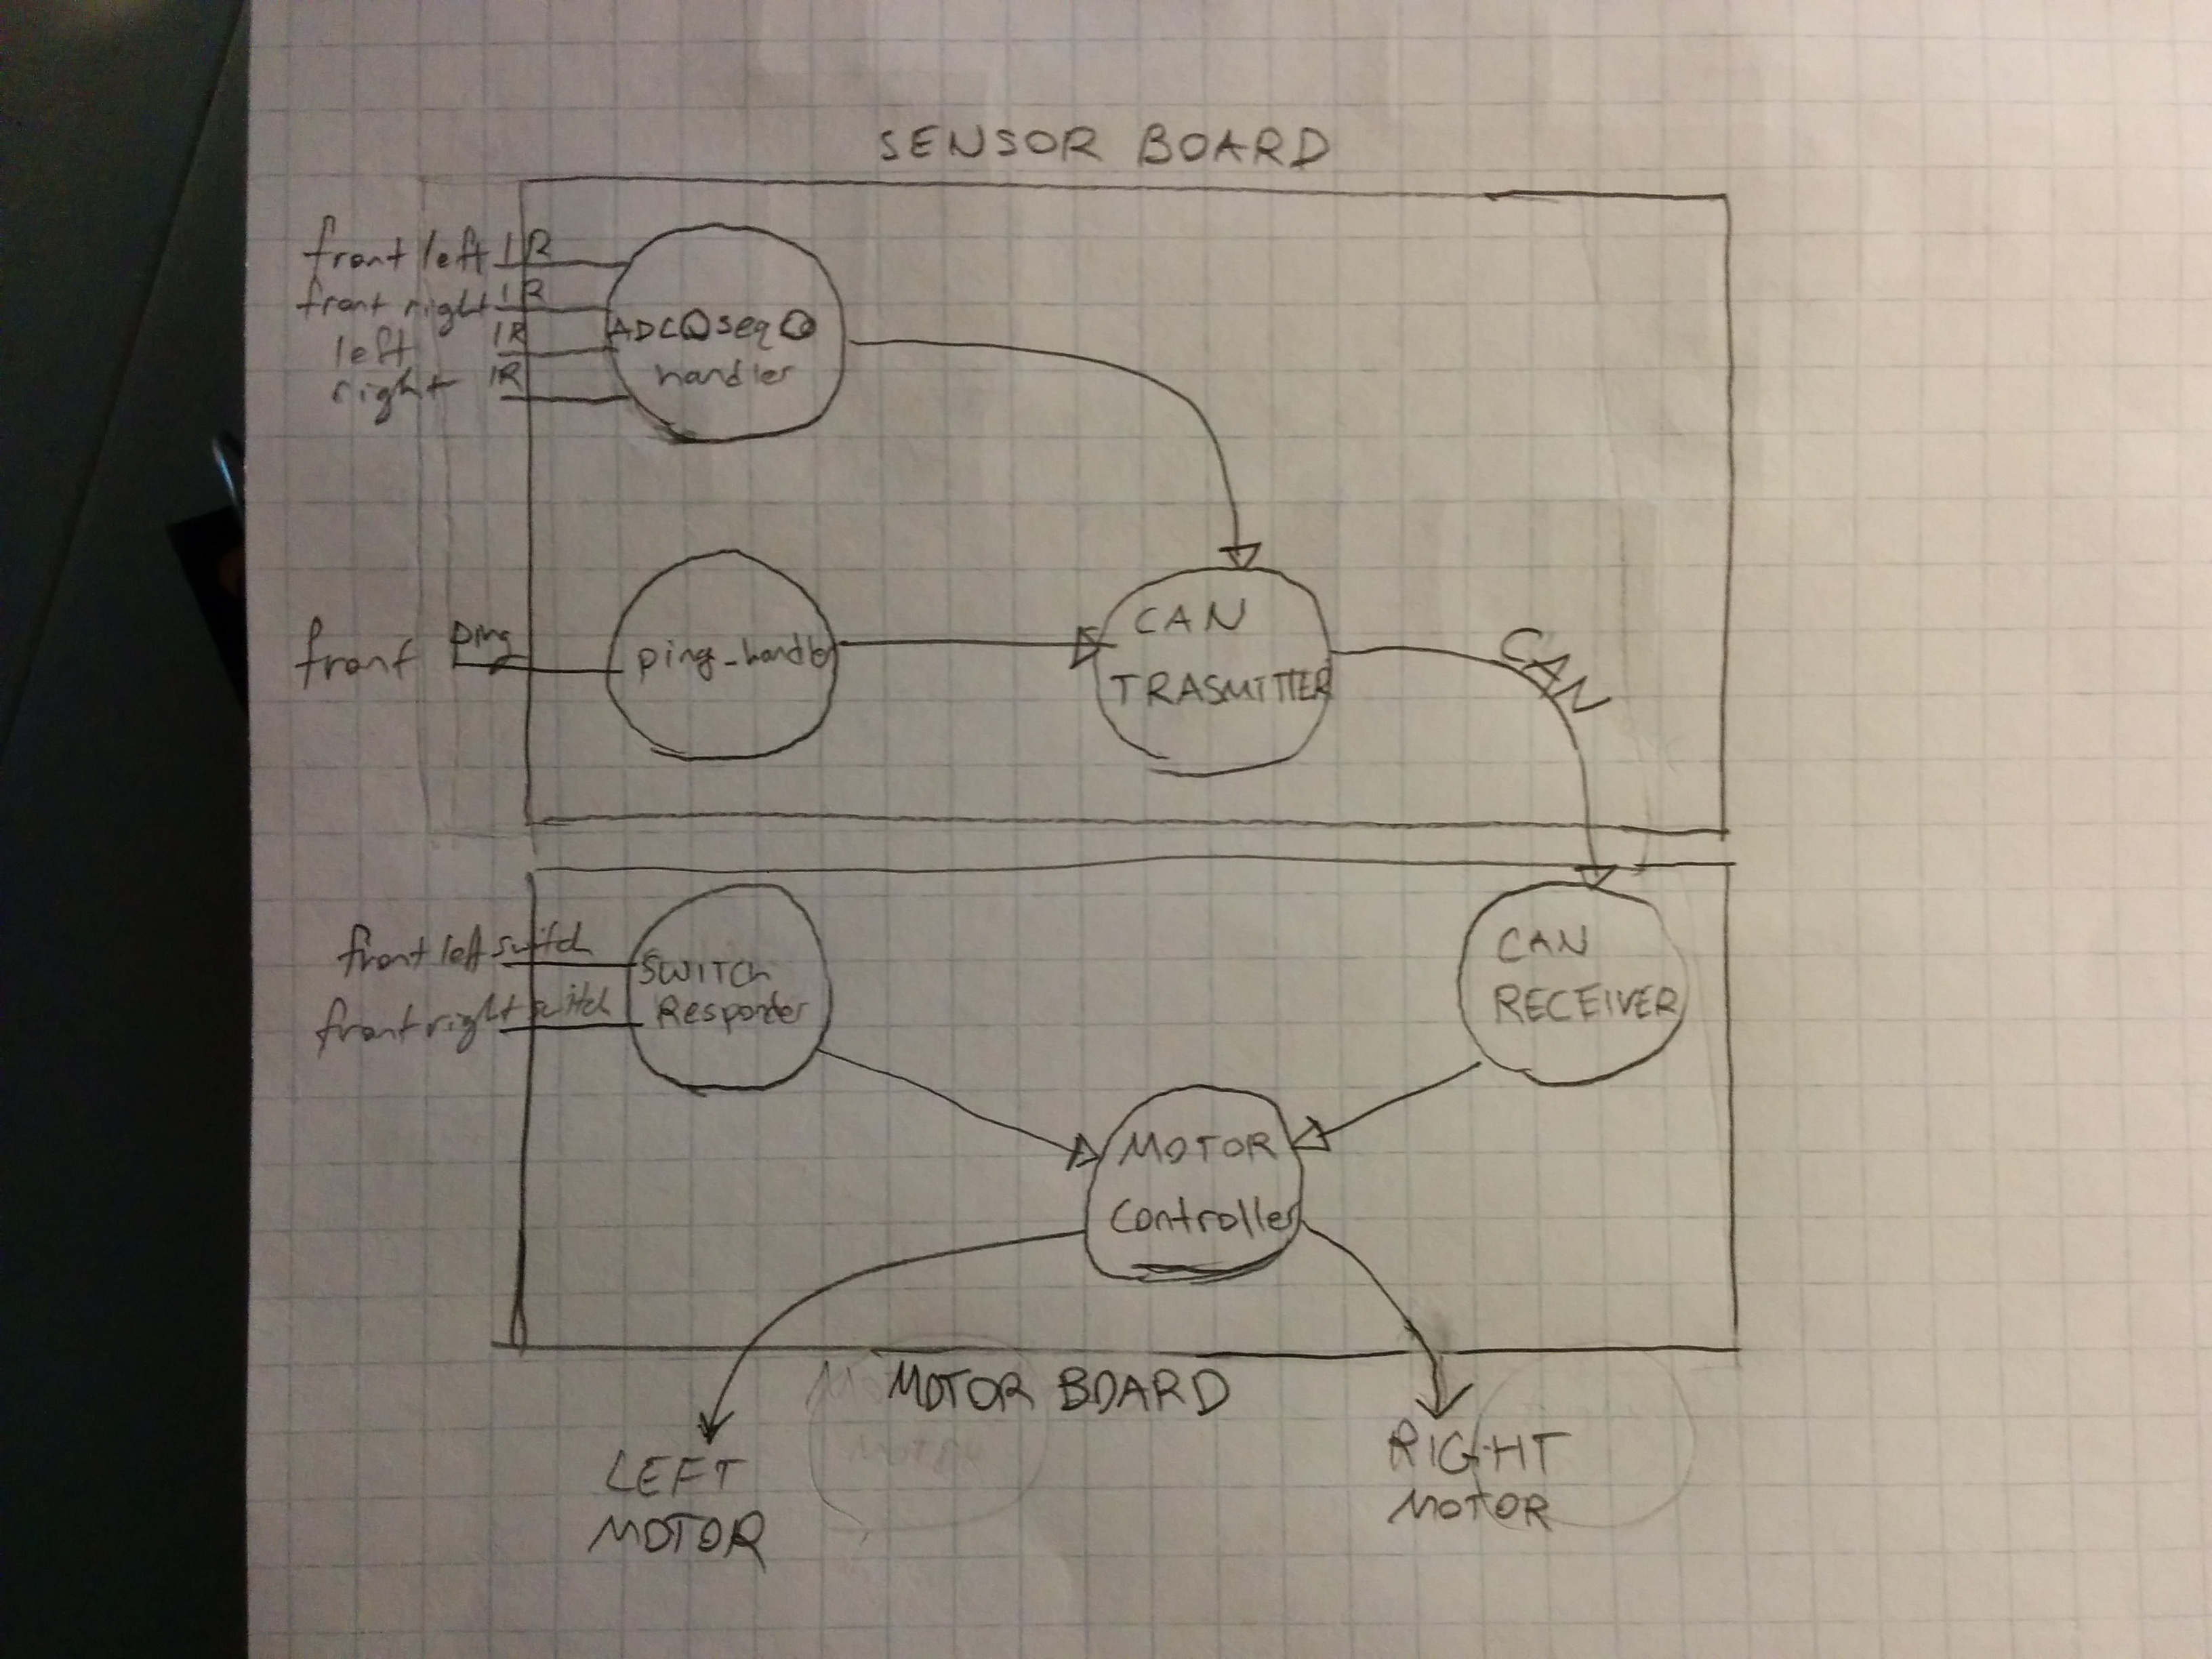 SENSOR BOARD
front left IR
front right IR
left IR
right IR
ADC0seq0
handler
front ping
ping_handler
CAN
TRASMITTER
CAN
front left switch
front right switch
SWITCH
Responder
CAN
RECEIVER
MOTOR
Controller
MOTOR BOARD
LEFT
MOTOR
RIGHT
MOTOR